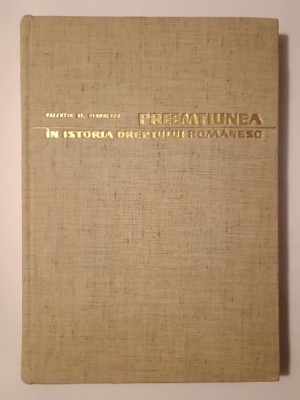 VALENTIN AL. GEORGESCU PREEMȚIUNEA
ÎN ISTORIA DREPTULUI ROMÂNESC